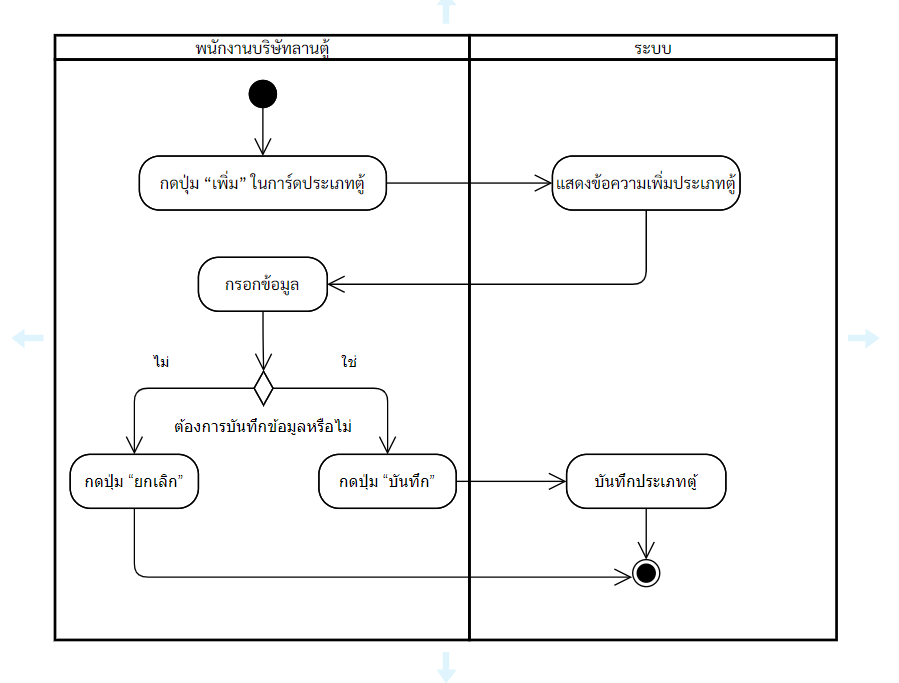 พนักงานบริษัทลานตู้
ระบบ
กดปุ่ม “เพิ่ม” ในการ์ดประเภทตู้
แสดงข้อความเพิ่มประเภทตู้
กรอกข้อมูล
ไม่
ใช่
ต้องการบันทึกข้อมูลหรือไม่
กดปุ่ม “ยกเลิก”
กดปุ่ม “บันทึก”
บันทึกประเภทตู้